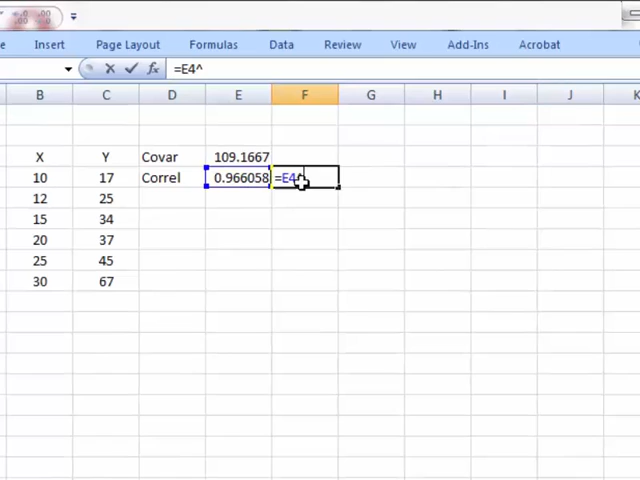 Insert Page Layout Formulas Data Review View Add-Ins Acrobat
fx =E4^
B C D E F G H I J K
X Y Covar 109.1667
10 17 Correl 0.966058 =E4^
12 25
15 34
20 37
25 45
30 67